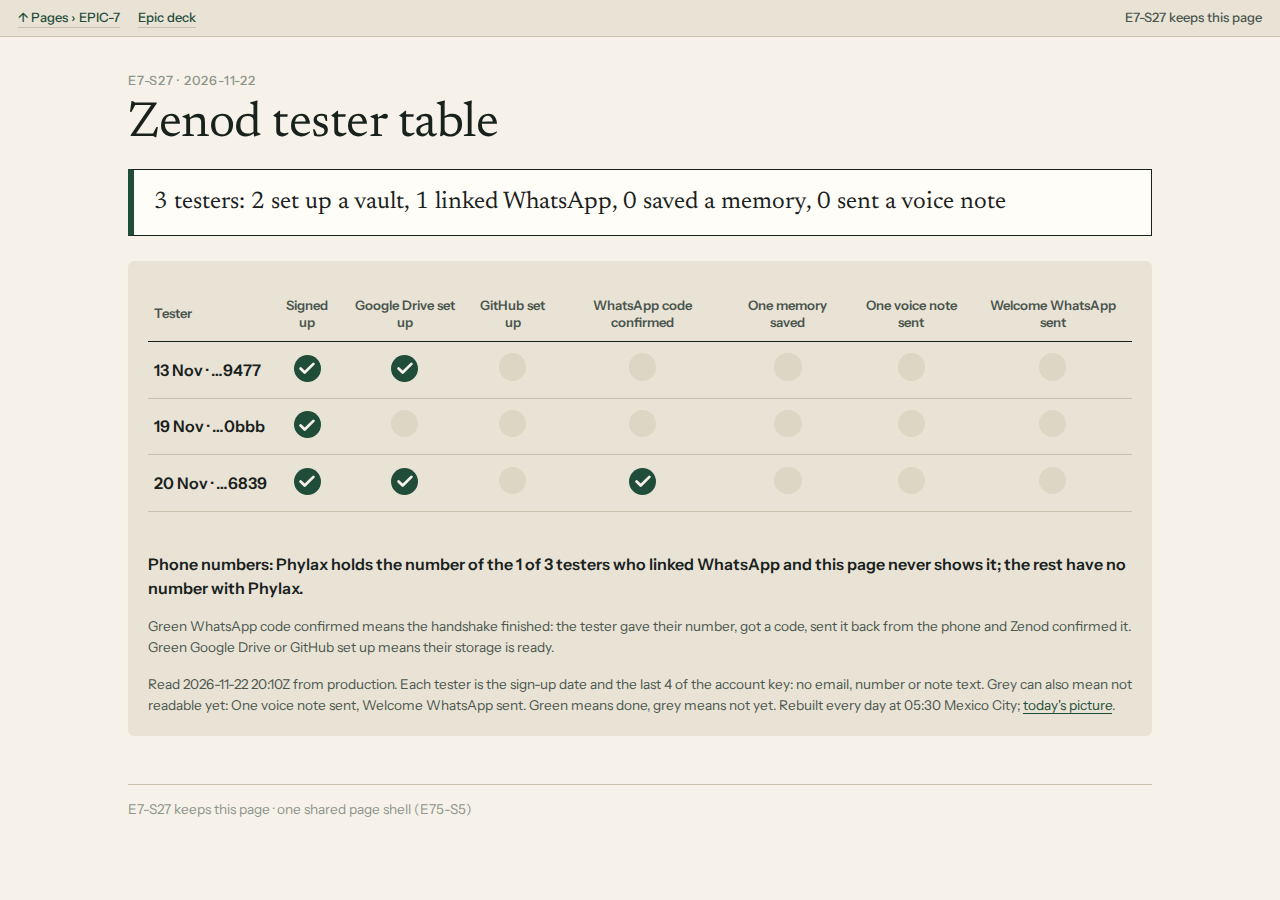 ↑ Pages › EPIC-7 Epic deck E7-S27 keeps this page
E7-S27 · 2026-11-22
Zenod tester table
3 testers: 2 set up a vault, 1 linked WhatsApp, 0 saved a memory, 0 sent a voice note
Tester Signed up Google Drive set up GitHub set up WhatsApp code confirmed One memory saved One voice note sent Welcome WhatsApp sent
13 Nov · …9477
19 Nov · …0bbb
20 Nov · …6839
Phone numbers: Phylax holds the number of the 1 of 3 testers who linked WhatsApp and this page never shows it; the rest have no
number with Phylax.
Green WhatsApp code confirmed means the handshake finished: the tester gave their number, got a code, sent it back from the phone and Zenod confirmed it.
Green Google Drive or GitHub set up means their storage is ready.
Read 2026-11-22 20:10Z from production. Each tester is the sign-up date and the last 4 of the account key: no email, number or note text. Grey can also mean not
readable yet: One voice note sent, Welcome WhatsApp sent. Green means done, grey means not yet. Rebuilt every day at 05:30 Mexico City; today's picture.
E7-S27 keeps this page · one shared page shell (E75-S5)